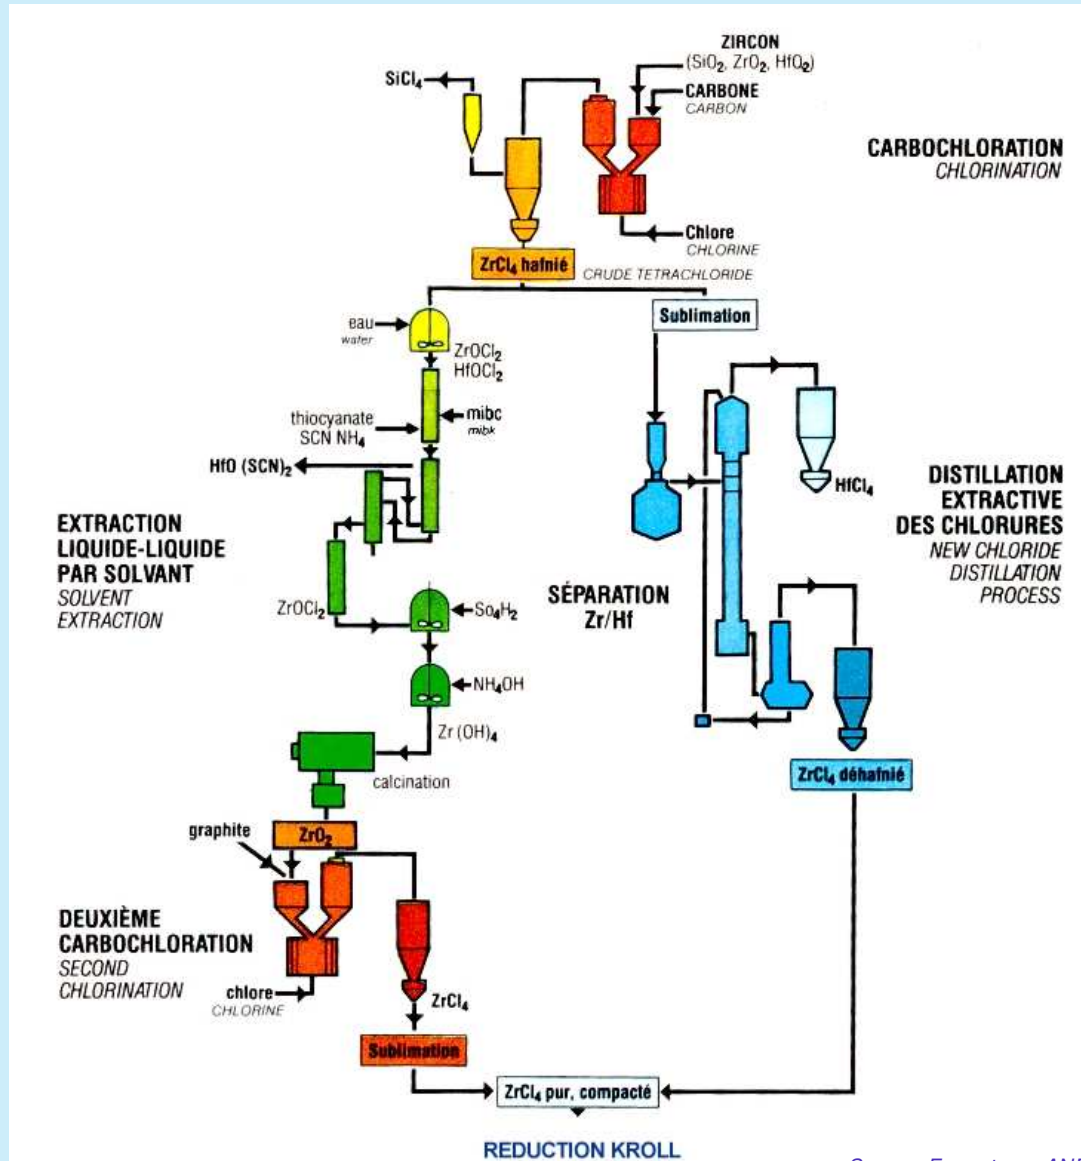 ZIRCON
(SiO2, ZrO2, HfO2)
SiCl4
CARBONE
CARBON
CARBOCHLORATION
CHLORINATION
Chlore
CHLORINE
ZrCl4 hafnié
CRUDE TETRACHLORIDE
Sublimation
eau
water
ZrOCl2
HfOCl2
thiocyanate
SCN NH4
mibc
mibk
HfO (SCN)2
HfCl4
DISTILLATION
EXTRACTIVE
DES CHLORURES
NEW CHLORIDE
DISTILLATION
PROCESS
EXTRACTION
LIQUIDE-LIQUIDE
PAR SOLVANT
SOLVENT
EXTRACTION
SÉPARATION
Zr/Hf
ZrOCl2
So4H2
NH4OH
Zr (OH)4
calcination
ZrCl4 déhafnié
graphite
ZrO2
DEUXIÈME
CARBOCHLORATION
SECOND
CHLORINATION
chlore
CHLORINE
ZrCl4
Sublimation
ZrCl4 pur, compacté
REDUCTION KROLL